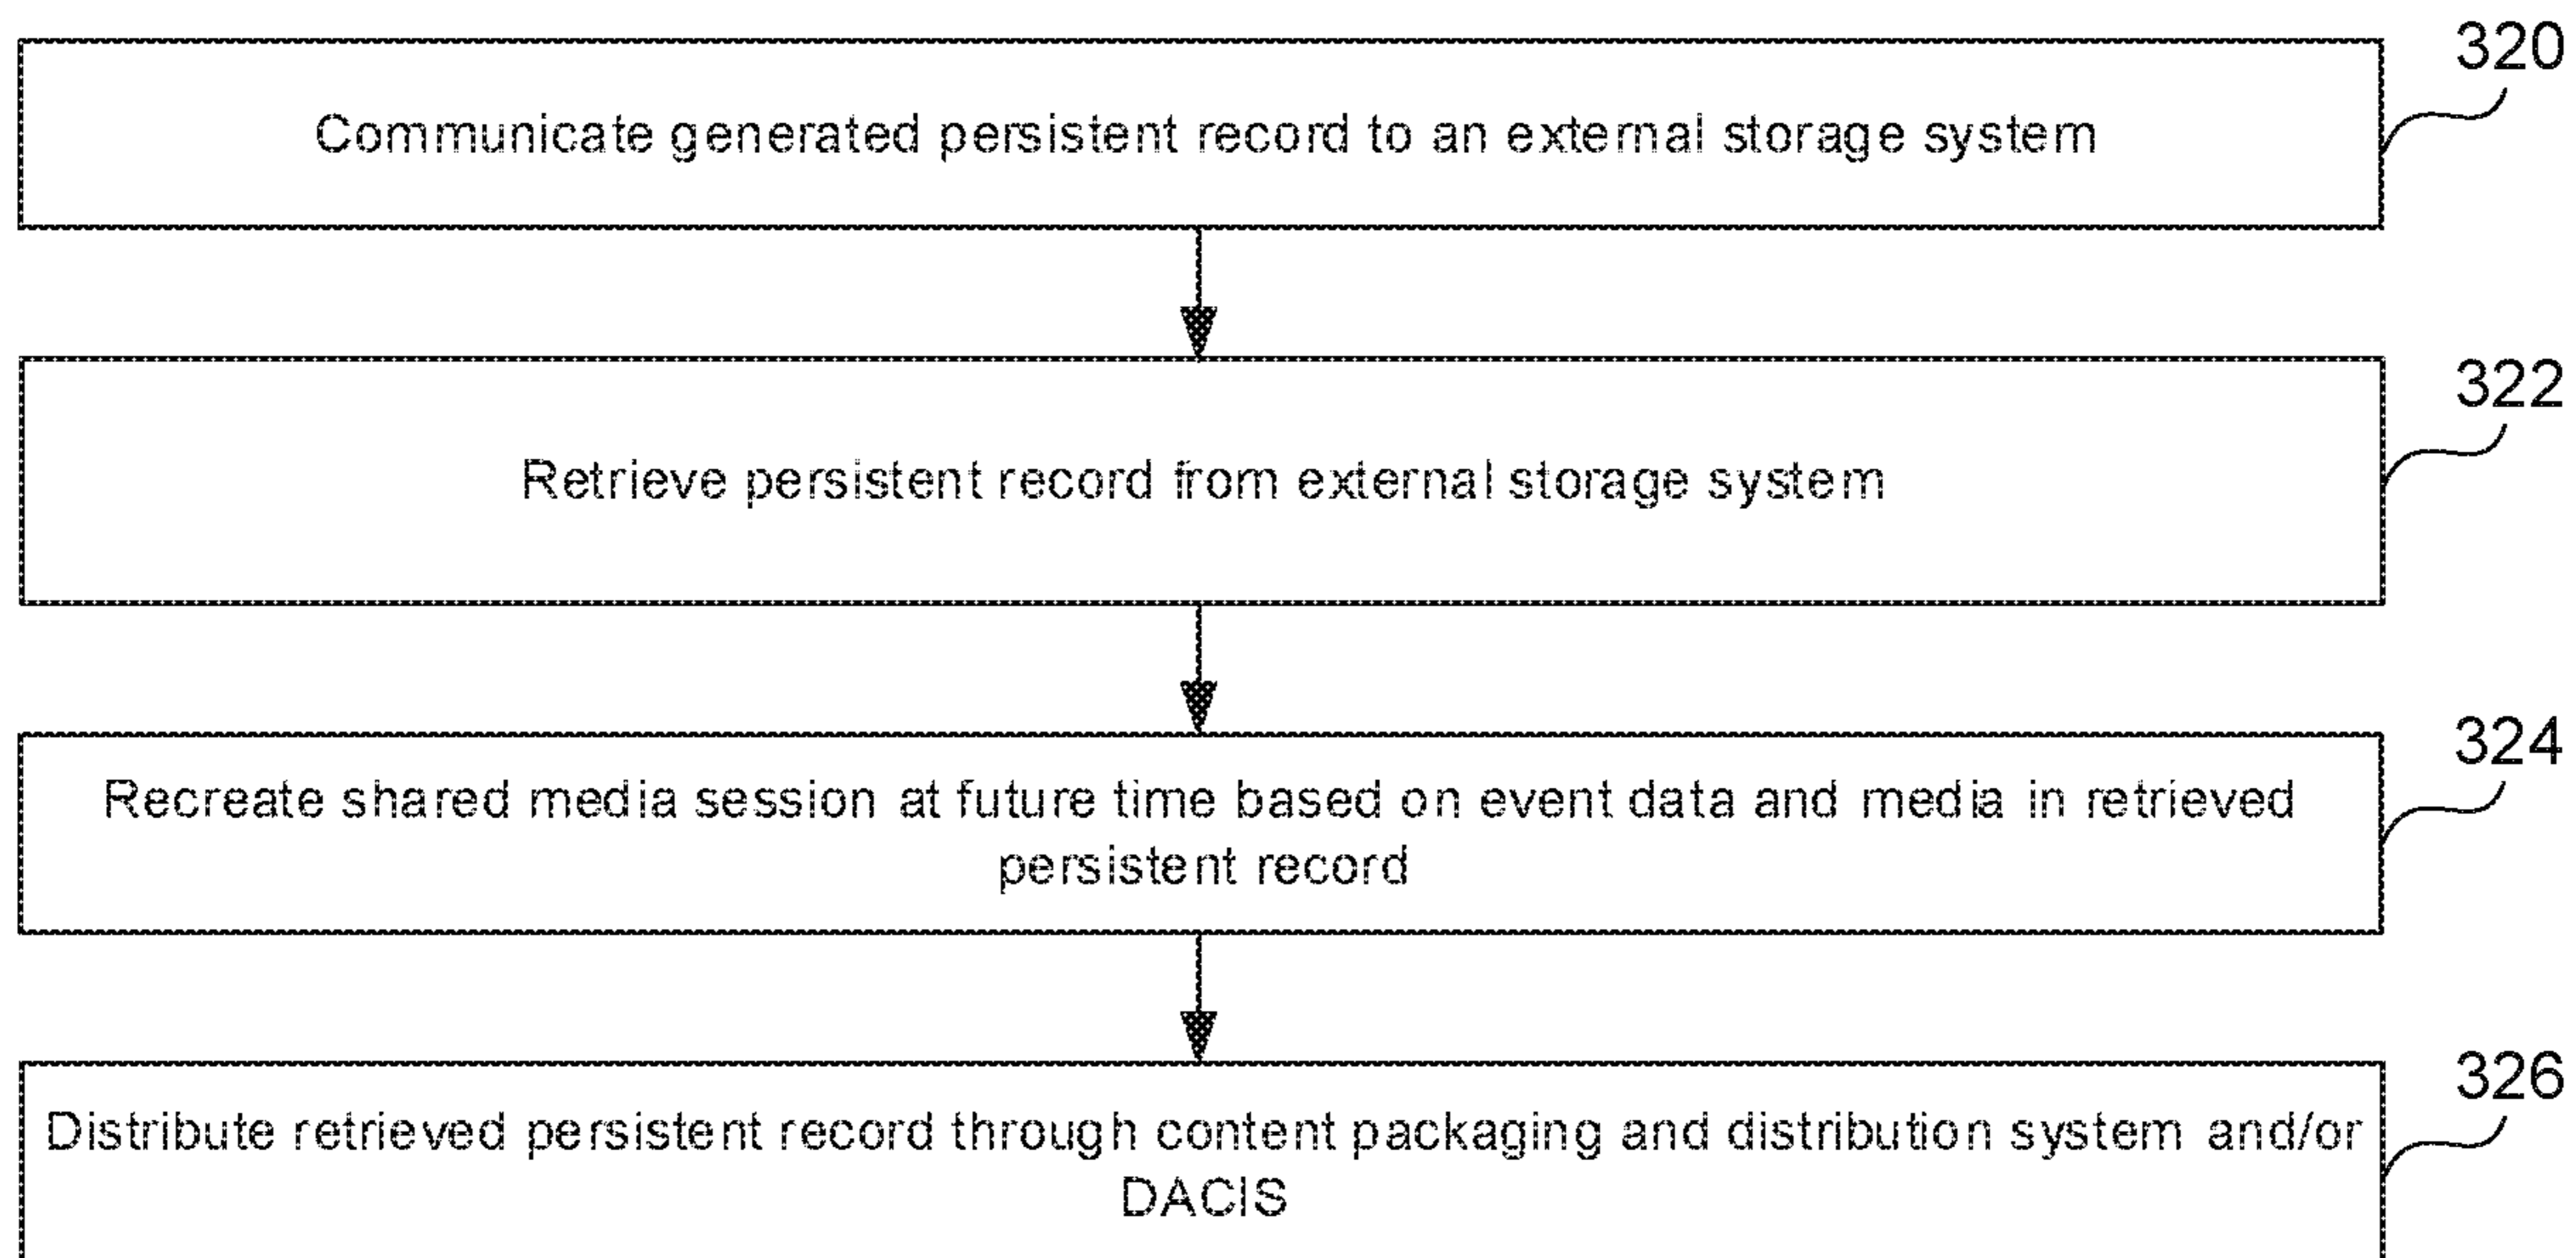 320
Communicate generated persistent record to an external storage system
322
Retrieve persistent record from external storage system
324
Recreate shared media session at future time based on event data and media in retrieved
persistent record
326
Distribute retrieved persistent record through content packaging and distribution system and/or
DACIS